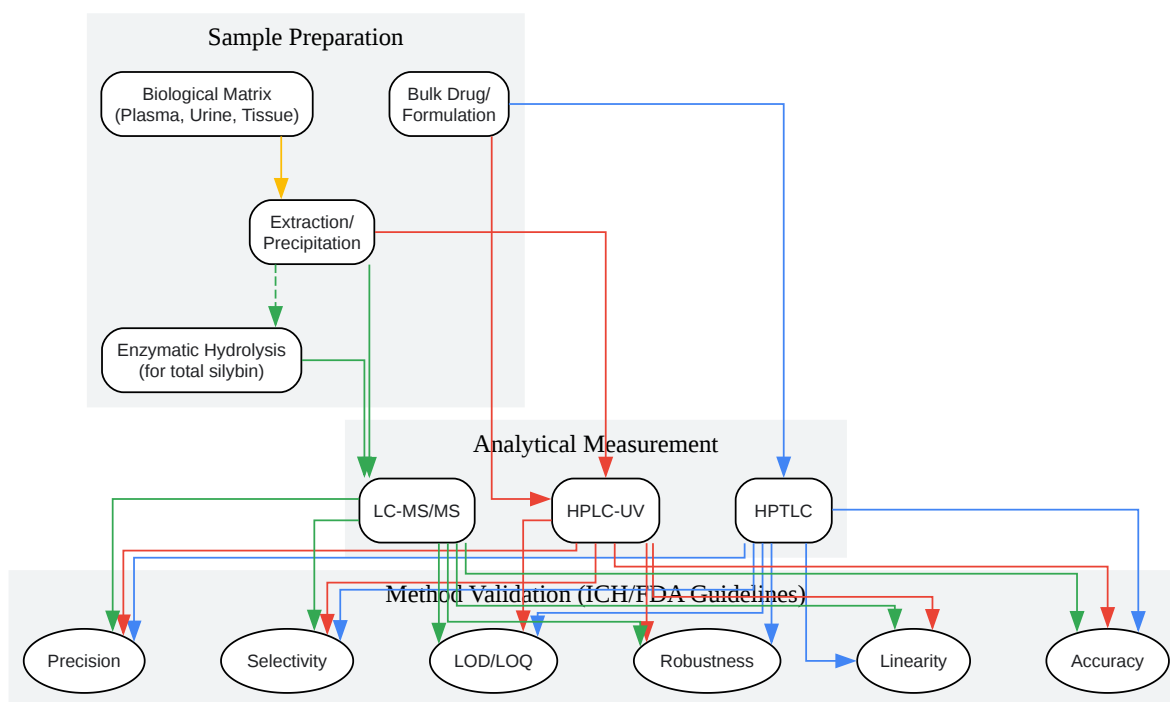 Sample Preparation
Biological Matrix
(Plasma, Urine, Tissue)
Bulk Drug/
Formulation
Extraction/
Precipitation
Enzymatic Hydrolysis
(for total silybin)
Analytical Measurement
LC-MS/MS
HPLC-UV
HPTLC
Method Validation (ICH/FDA Guidelines)
Precision
Selectivity
LOD/LOQ
Robustness
Linearity
Accuracy